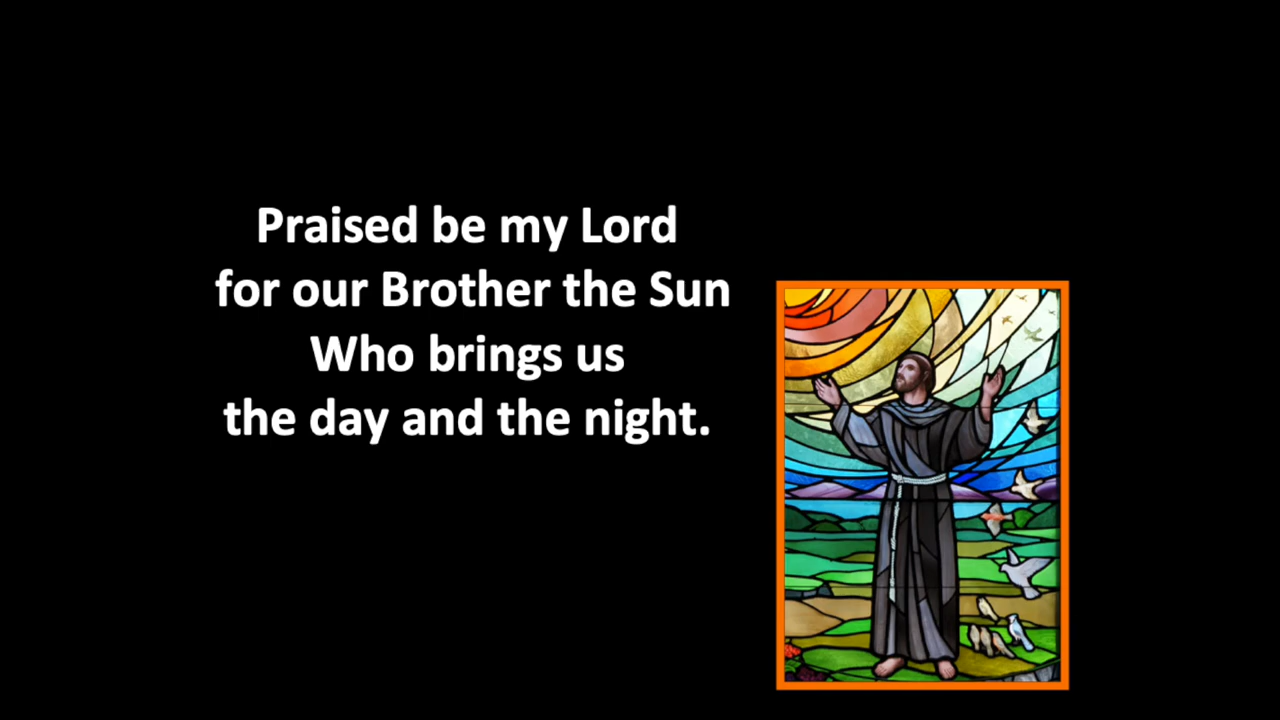 Praised be my Lord
for our Brother the Sun
Who brings us
the day and the night.